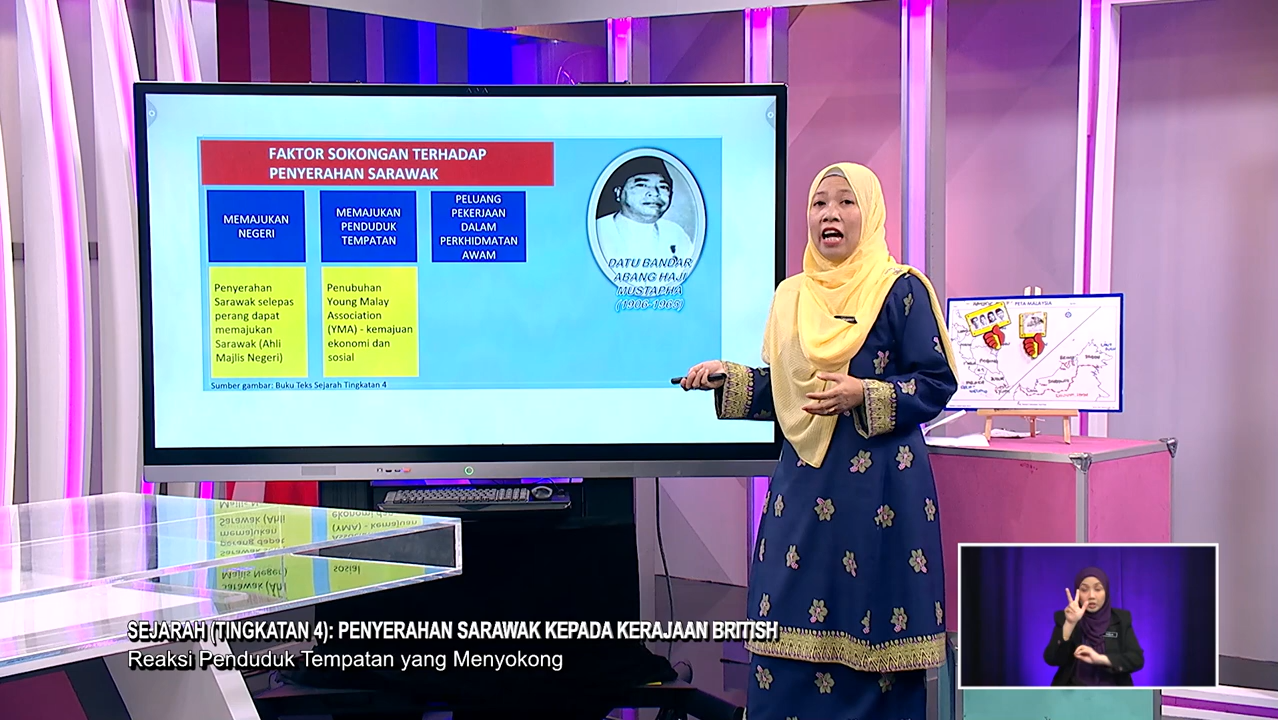 FAKTOR SOKONGAN TERHADAP
PENYERAHAN SARAWAK
MEMAJUKAN
NEGERI
MEMAJUKAN
PENDUDUK
TEMPATAN
PELUANG
PEKERJAAN
DALAM
PERKHIDMATAN
AWAM
Penyerahan
Sarawak selepas
perang dapat
memajukan
Sarawak (Ahli
Majlis Negeri)
Penubuhan
Young Malay
Association
(YMA) - kemajuan
ekonomi dan
sosial
DATU BANDAR
ABANG HAJI
MUSTAPHA
(1906-1965)
Sumber gambar: Buku Teks Sejarah Tingkatan 4
PETA MALAYSIA
SEJARAH (TINGKATAN 4): PENYERAHAN SARAWAK KEPADA KERAJAAN BRITISH
Reaksi Penduduk Tempatan yang Menyokong